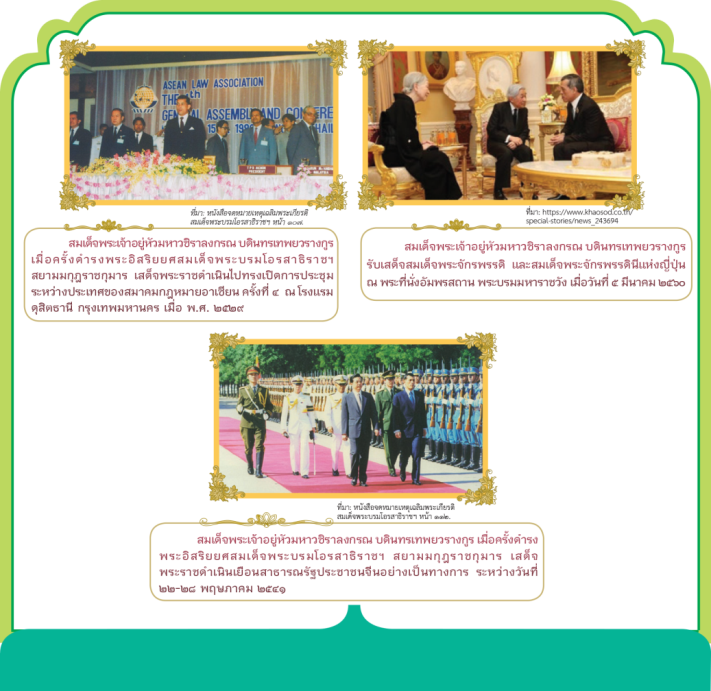 ASEAN LAW ASSOCIATION
THE 4th
GENERAL ASSEMBLY AND CONFERE
ที่มา: หนังสือจดหมายเหตุเฉลิมพระเกียรติ
สมเด็จพระบรมโอรสาธิราชฯ หน้า ๑๐๗
สมเด็จพระเจ้าอยู่หัวมหาวชิราลงกรณ บดินทรเทพยวรางกูร
เมื่อครั้งดำรงพระอิสริยยศสมเด็จพระบรมโอรสาธิราชฯ
สยามมกุฎราชกุมาร เสด็จพระราชดำเนินไปทรงเปิดการประชุม
ระหว่างประเทศของสมาคมกฎหมายอาเซียน ครั้งที่ ๔ ณ โรงแรม
ดุสิตธานี กรุงเทพมหานคร เมื่อ พ.ศ. ๒๕๒๙
ที่มา: https://www.khaosod.co.th/
special-stories/news_243694
สมเด็จพระเจ้าอยู่หัวมหาวชิราลงกรณ บดินทรเทพยวรางกูร
รับเสด็จสมเด็จพระจักรพรรดิ และสมเด็จพระจักรพรรดินีแห่งญี่ปุ่น
ณ พระที่นั่งอัมพรสถาน พระบรมมหาราชวัง เมื่อวันที่ ๕ มีนาคม ๒๕๖๐
ที่มา: หนังสือจดหมายเหตุเฉลิมพระเกียรติ
สมเด็จพระบรมโอรสาธิราชฯ หน้า ๑๑๒.
สมเด็จพระเจ้าอยู่หัวมหาวชิราลงกรณ บดินทรเทพยวรางกูร เมื่อครั้งดำรง
พระอิสริยยศสมเด็จพระบรมโอรสาธิราชฯ สยามมกุฎราชกุมาร เสด็จ
พระราชดำเนินเยือนสาธารณรัฐประชาชนจีนอย่างเป็นทางการ ระหว่างวันที่
๒๒-๒๘ พฤษภาคม ๒๕๔๑